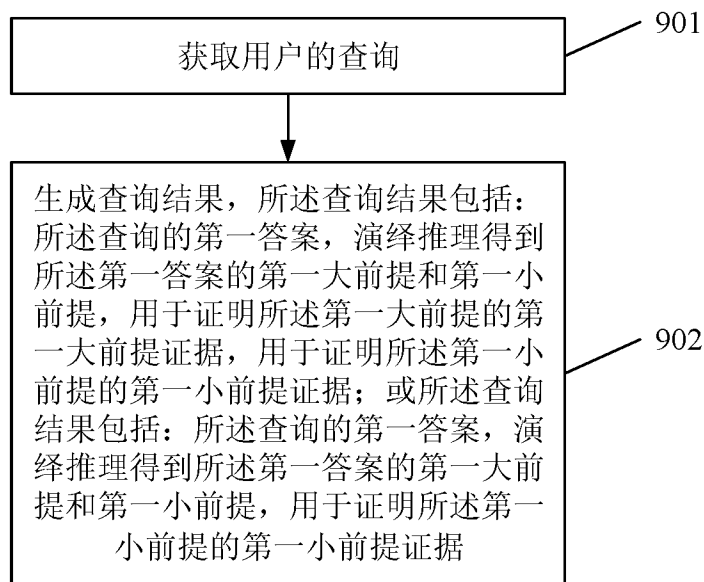 获取用户的查询
901
生成查询结果，所述查询结果包括：
所述查询的第一答案，演绎推理得到
所述第一答案的第一大前提和第一小
前提，用于证明所述第一大前提的第
一大前提证据，用于证明所述第一小
前提的第一小前提证据；或所述查询
结果包括：所述查询的第一答案，演
绎推理得到所述第一答案的第一大前
提和第一小前提，用于证明所述第一
小前提的第一小前提证据
902